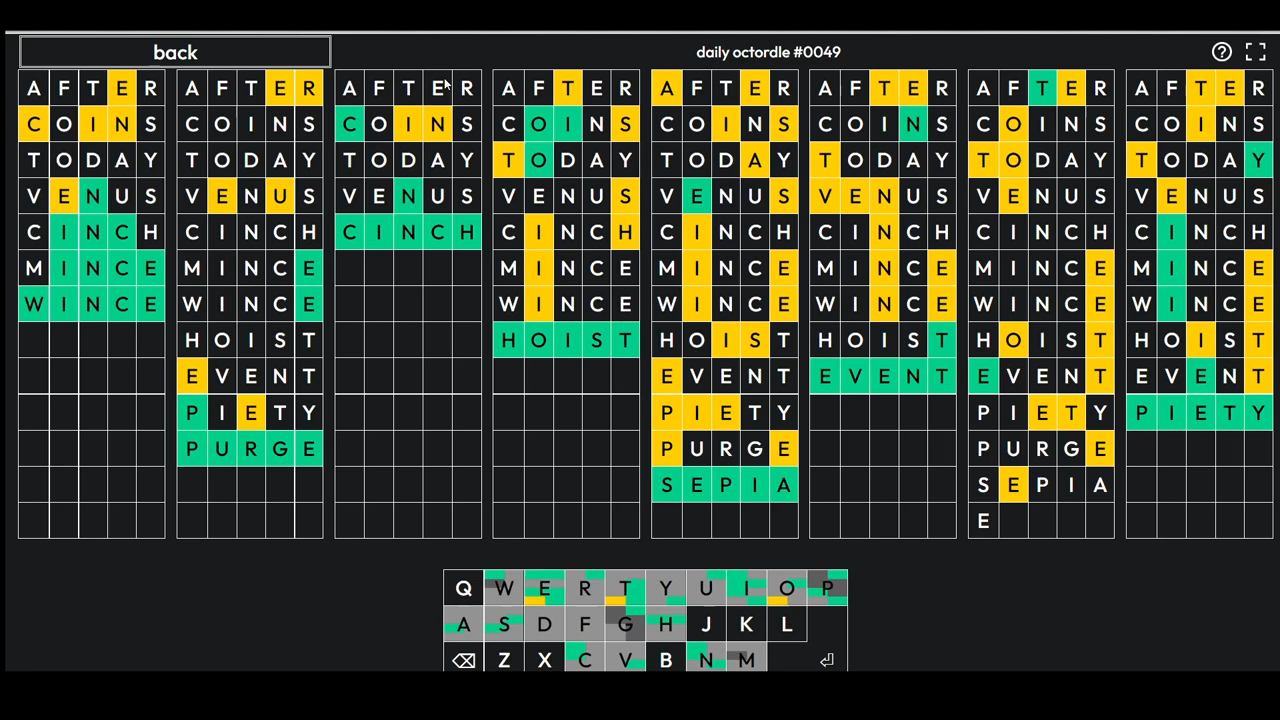 back
daily octordle #0049
AFTER AFTER AFTER AFTER AFTER AFTER AFTER AFTER
COINS COINS COINS COINS COINS COINS COINS COINS
TODAY TODAY TODAY TODAY TODAY TODAY TODAY TODAY
VENUS VENUS VENUS VENUS VENUS VENUS VENUS VENUS
CINCH CINCH CINCH CINCH CINCH CINCH CINCH CINCH
MINCE MINCE MINCE MINCE MINCE MINCE MINCE
WINCE WINCE WINCE WINCE WINCE WINCE WINCE
HOIST HOIST HOIST HOIST HOIST HOIST
EVENT EVENT EVENT EVENT EVENT
PIETY PIETY PIETY PIETY
PURGE PURGE PURGE
SEPIA SEPIA
E
Q W E R T Y U I O P
A S D F G H J K L
Z X C V B N M